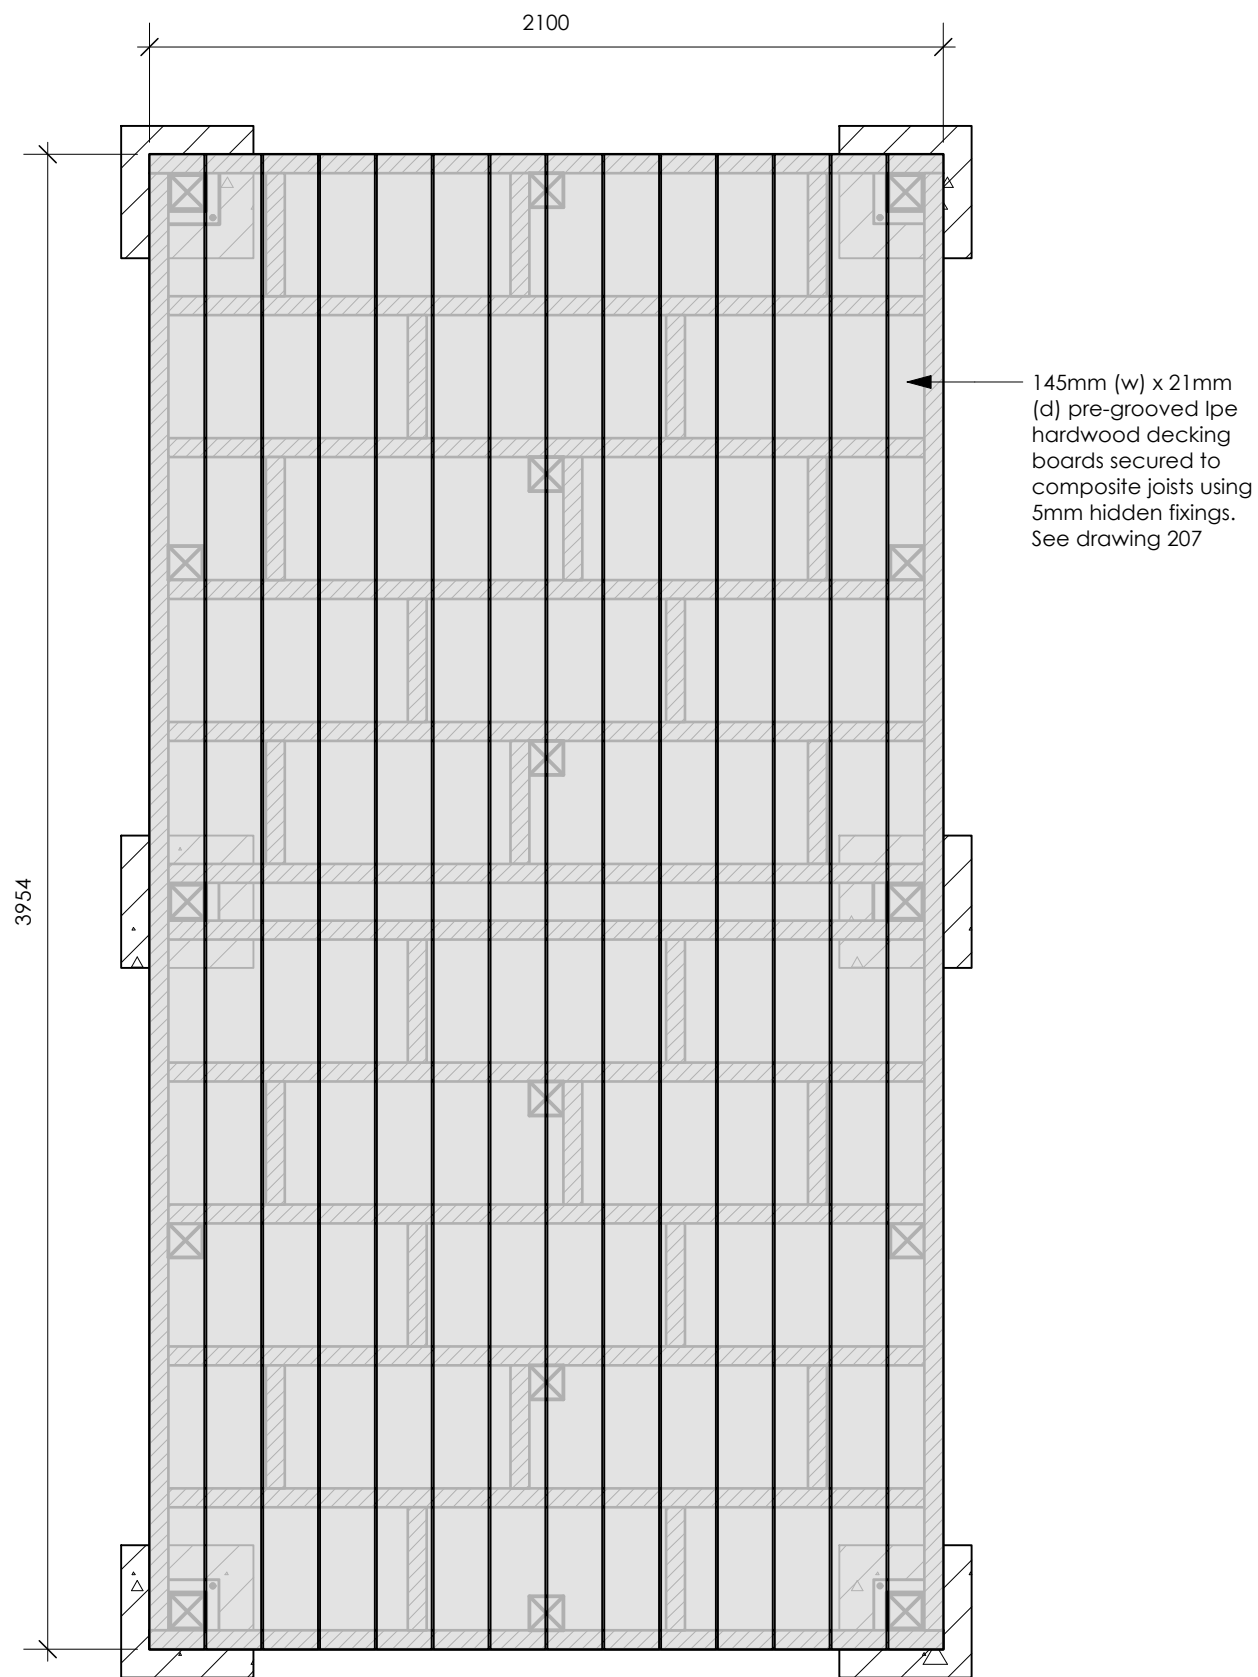 2100
145mm (w) x 21mm
(d) pre-grooved Ipe
hardwood decking
boards secured to
composite joists using
5mm hidden fixings.
See drawing 207
3954